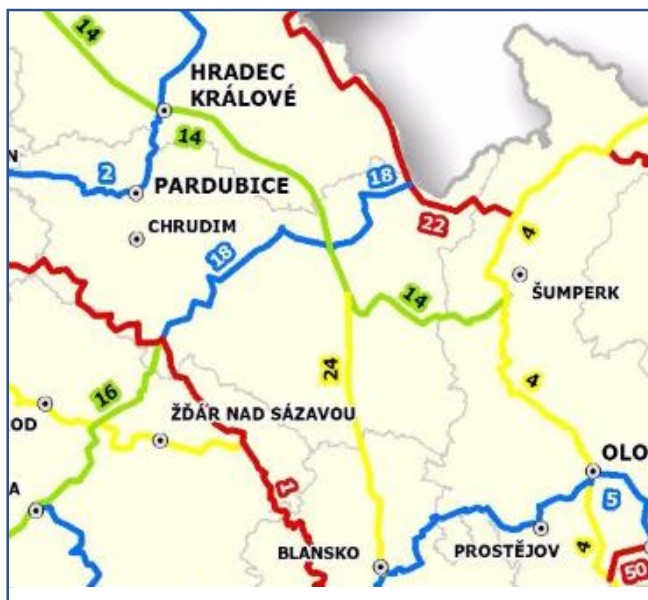 14
HRADEC
KRÁLOVÉ
14
N
2
PARDUBICE
18
CHRUDIM
22
4
18
14
ŠUMPERK
24
4
16
ŽĎÁR NAD SÁZAVOU
OD
OLO
A
1
5
BLANSKO
PROSTĚJOV
4
50